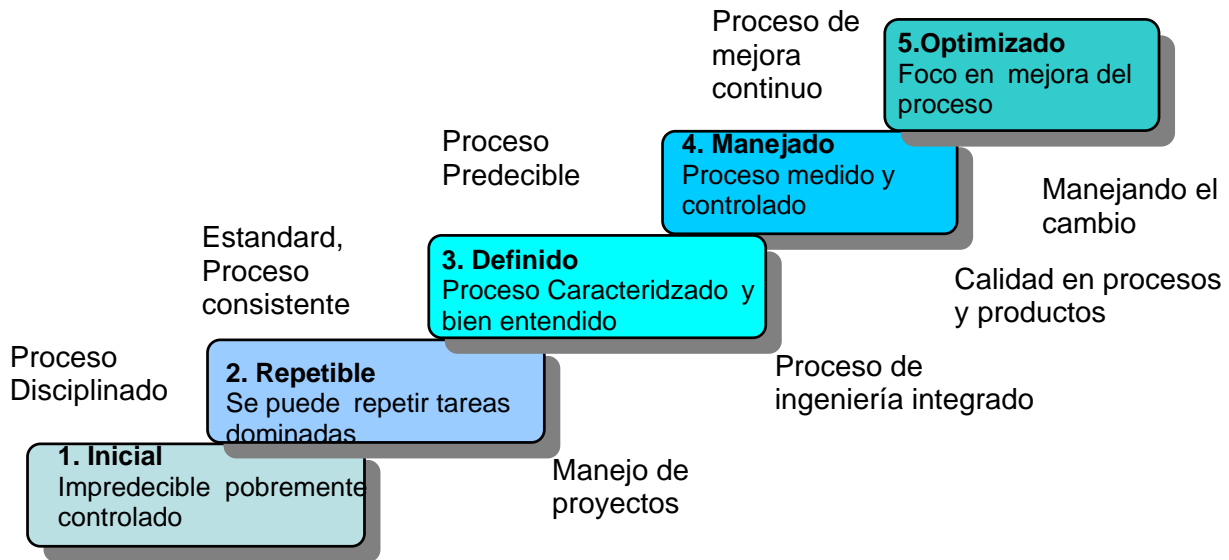 Proceso de
mejora
continuo
5.Optimizado
Foco en mejora del
proceso
Proceso
Predecible
4. Manejado
Proceso medido y
controlado
Manejando el
cambio
Estandard,
Proceso
consistente
3. Definido
Proceso Caracteridzado y
bien entendido
Calidad en procesos
y productos
Proceso
Disciplinado
2. Repetible
Se puede repetir tareas
dominadas
Proceso de
ingeniería integrado
1. Inicial
Impredecible pobremente
controlado
Manejo de
proyectos